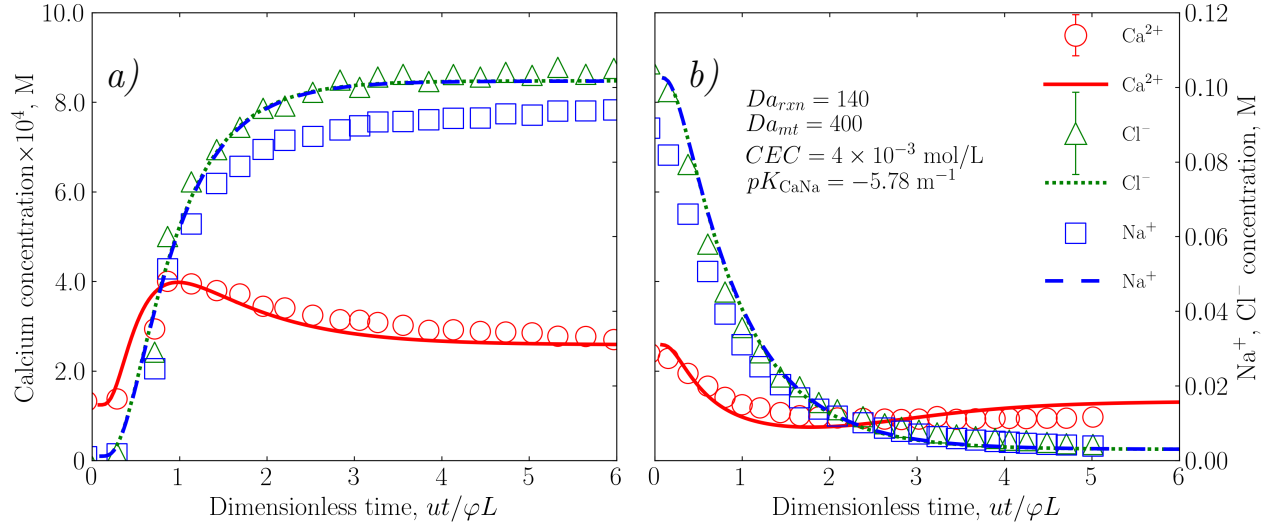 Calcium concentration×10⁴, M
10.0
8.0
6.0
4.0
2.0
0
a)
0 1 2 3 4 5 6
Dimensionless time, ut/φL
b)
Da_rxn = 140
Da_mt = 400
CEC = 4 × 10⁻³ mol/L
pK_CaNa = −5.78 m⁻¹
Ca²⁺
Ca²⁺
Cl⁻
Cl⁻
Na⁺
Na⁺
0 1 2 3 4 5 6
Dimensionless time, ut/φL
0.12
0.10
0.08
0.06
0.04
0.02
0.00
Na⁺, Cl⁻ concentration, M